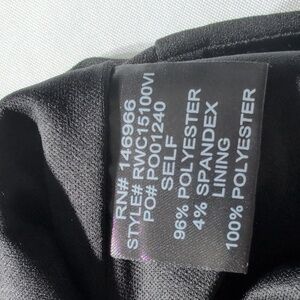 RN# 146966
STYLE# RWC15100VI
PO# PO01240
SELF
96% POLYESTER
4% SPANDEX
LINING
100% POLYESTER